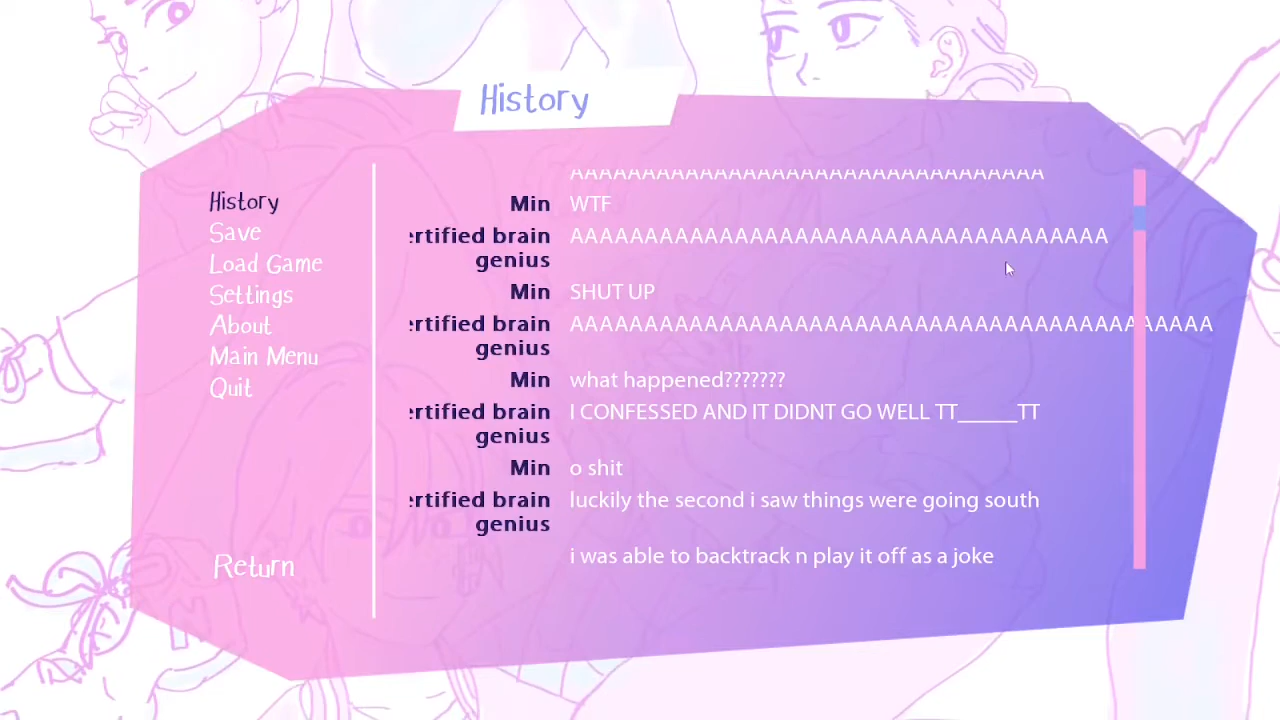 History
History
Save
Load Game
Settings
About
Main Menu
Quit
Return
AAAAAAAAAAAAAAAAAAAAAAAAAAAAAAAAA
Min WTF
ertified brain AAAAAAAAAAAAAAAAAAAAAAAAAAAAAAAAAAAA
genius
Min SHUT UP
ertified brain AAAAAAAAAAAAAAAAAAAAAAAAAAAAAAAAAAAAAAAAAAA
genius
Min what happened???????
ertified brain I CONFESSED AND IT DIDNT GO WELL TT_____TT
genius
Min o shit
ertified brain luckily the second i saw things were going south
genius
i was able to backtrack n play it off as a joke